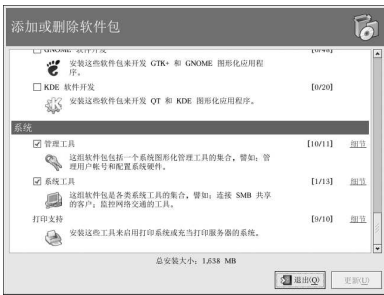 添加或删除软件包
GNOME 软件开发 [0/48]
安装这些软件包来开发 GTK+ 和 GNOME 图形化应用程
序。
KDE 软件开发 [0/20]
安装这些软件包来开发 QT 和 KDE 图形化应用程序。
系统
管理工具 [10/11] 细节
这组软件包包括一个系统图形化管理工具的集合，譬如：管
理用户帐号和配置系统硬件。
系统工具 [1/13] 细节
这组软件包是各类系统工具的集合，譬如：连接 SMB 共享
的客户；监控网络交通的工具。
打印支持 [9/10] 细节
安装这些工具来启用打印系统或充当打印服务器的系统。
总安装大小：1,638 MB
退出(Q) 更新(U)